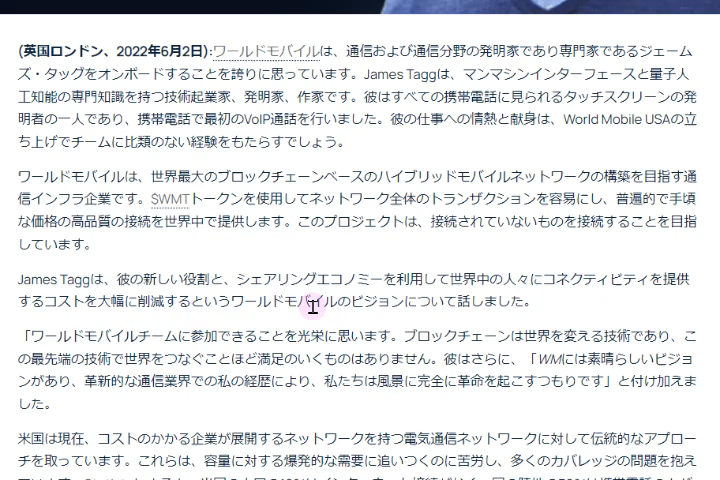 (英国ロンドン、2022年6月2日):ワールドモバイルは、通信および通信分野の発明家であり専門家であるジェーム
ズ・タッグをオンボードすることを誇りに思っています。James Taggは、マンマシンインターフェースと量子人
工知能の専門知識を持つ技術起業家、発明家、作家です。彼はすべての携帯電話に見られるタッチスクリーンの発
明者の一人であり、携帯電話で最初のVoIP通話を行いました。彼の仕事への情熱と献身は、World Mobile USAの立
ち上げでチームに比類のない経験をもたらすでしょう。
ワールドモバイルは、世界最大のブロックチェーンベースのハイブリッドモバイルネットワークの構築を目指す通
信インフラ企業です。$WMTトークンを使用してネットワーク全体のトランザクションを容易にし、普遍的で手頃
な価格の高品質の接続を世界中で提供します。このプロジェクトは、接続されていないものを接続することを目指
しています。
James Taggは、彼の新しい役割と、シェアリングエコノミーを利用して世界中の人々にコネクティビティを提供
するコストを大幅に削減するというワールドモバイルのビジョンについて話しました。
「ワールドモバイルチームに参加できることを光栄に思います。ブロックチェーンは世界を変える技術であり、こ
の最先端の技術で世界をつなぐことほど満足のいくものはありません。彼はさらに、「WMには素晴らしいビジョ
ンがあり、革新的な通信業界での私の経歴により、私たちは風景に完全に革命を起こすつもりです」と付け加えま
した。
米国は現在、コストのかかる企業が展開するネットワークを持つ電気通信ネットワークに対して伝統的なアプロー
チを取っています。これらは、容量に対する爆発的な需要に追いつくのに苦労し、多くのカバレッジの問題を抱え